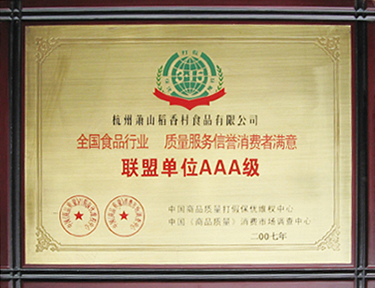 315
杭州萧山稻香村食品有限公司
全国食品行业 质量服务信誉消费者满意
联盟单位AAA级
中国商品质量打假保优维权中心
中国(商品质量)消费市场调查中心
二00七年